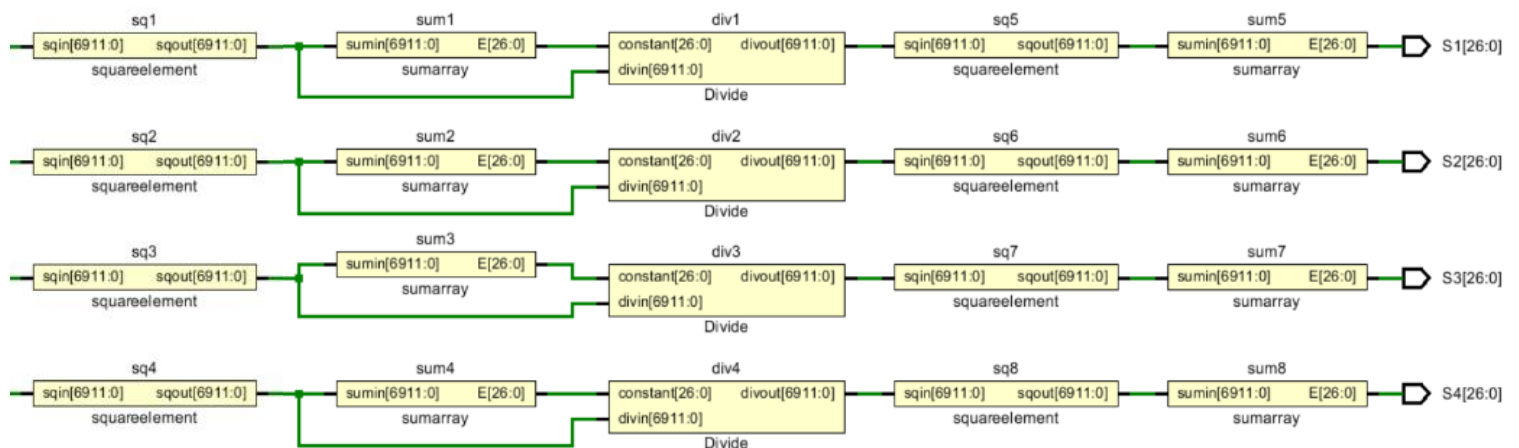 sq1 sum1 div1 sq5 sum5
sqin[6911:0] sqout[6911:0] sumin[6911:0] E[26:0] constant[26:0] divout[6911:0] sqin[6911:0] sqout[6911:0] sumin[6911:0] E[26:0] S1[26:0]
squareelement sumarray divin[6911:0] squareelement sumarray
Divide
sq2 sum2 div2 sq6 sum6
sqin[6911:0] sqout[6911:0] sumin[6911:0] E[26:0] constant[26:0] divout[6911:0] sqin[6911:0] sqout[6911:0] sumin[6911:0] E[26:0] S2[26:0]
squareelement sumarray divin[6911:0] squareelement sumarray
Divide
sq3 sum3 div3 sq7 sum7
sqin[6911:0] sqout[6911:0] sumin[6911:0] E[26:0] constant[26:0] divout[6911:0] sqin[6911:0] sqout[6911:0] sumin[6911:0] E[26:0] S3[26:0]
squareelement sumarray divin[6911:0] squareelement sumarray
Divide
sq4 sum4 div4 sq8 sum8
sqin[6911:0] sqout[6911:0] sumin[6911:0] E[26:0] constant[26:0] divout[6911:0] sqin[6911:0] sqout[6911:0] sumin[6911:0] E[26:0] S4[26:0]
squareelement sumarray divin[6911:0] squareelement sumarray
Divide